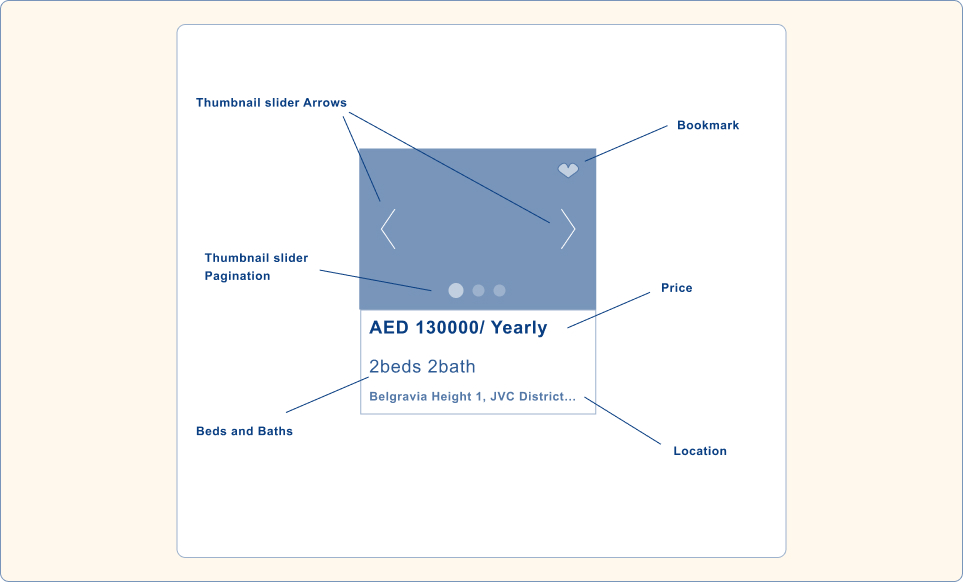 Thumbnail slider Arrows
Bookmark
Thumbnail slider
Pagination
Price
AED 130000/ Yearly
2beds 2bath
Belgravia Height 1, JVC District...
Beds and Baths
Location